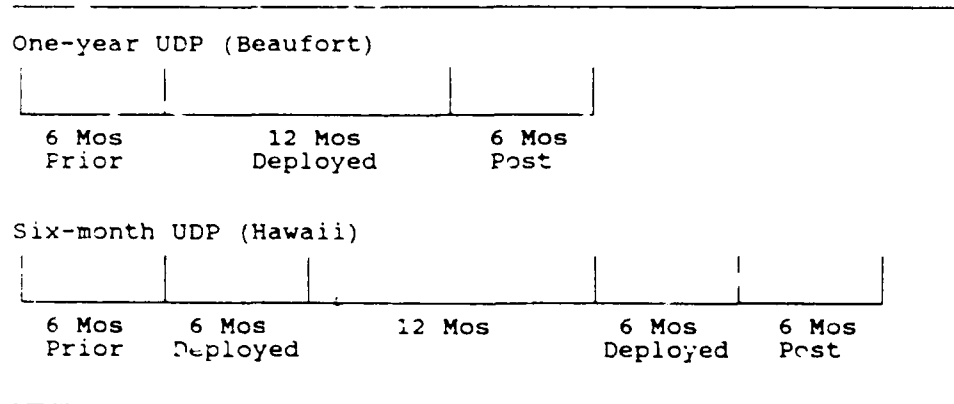 One-year UDP (Beaufort)
6 Mos 12 Mos 6 Mos
Prior Deployed Post
Six-month UDP (Hawaii)
6 Mos 6 Mos 12 Mos 6 Mos 6 Mos
Prior Deployed Deployed Post